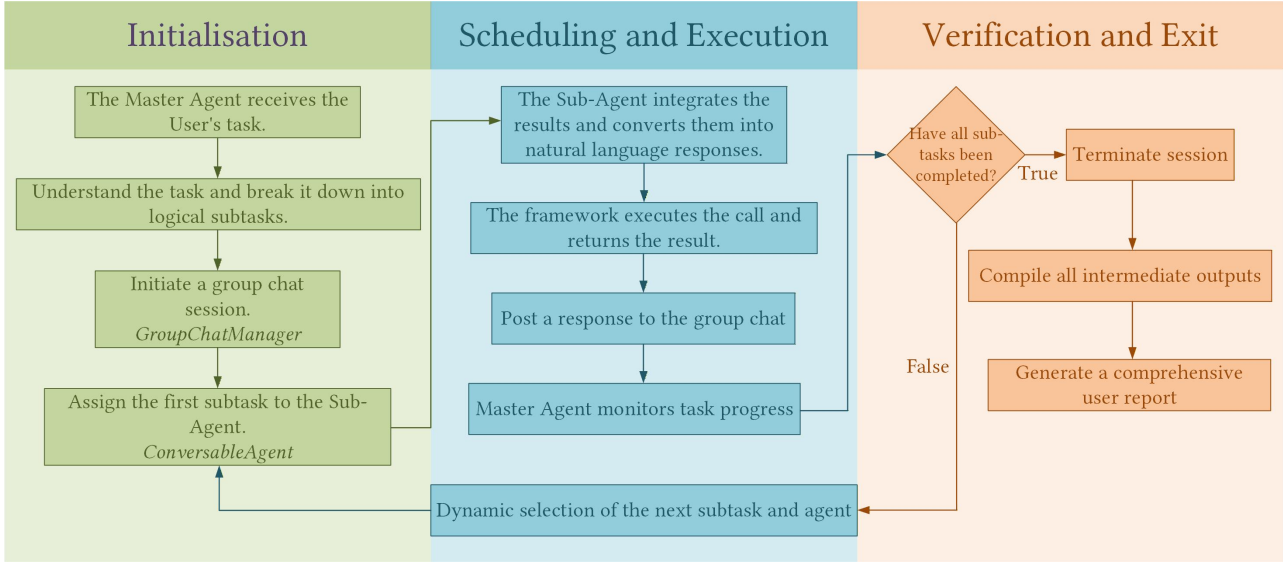 Initialisation
Scheduling and Execution
Verification and Exit
The Master Agent receives the
User's task.
Understand the task and break it down into
logical subtasks.
Initiate a group chat
session.
GroupChatManager
Assign the first subtask to the Sub-
Agent.
ConversableAgent
The Sub-Agent integrates the
results and converts them into
natural language responses.
The framework executes the call and
returns the result.
Post a response to the group chat
Master Agent monitors task progress
Dynamic selection of the next subtask and agent
Have all sub-
tasks been
completed?
True
False
Terminate session
Compile all intermediate outputs
Generate a comprehensive
user report